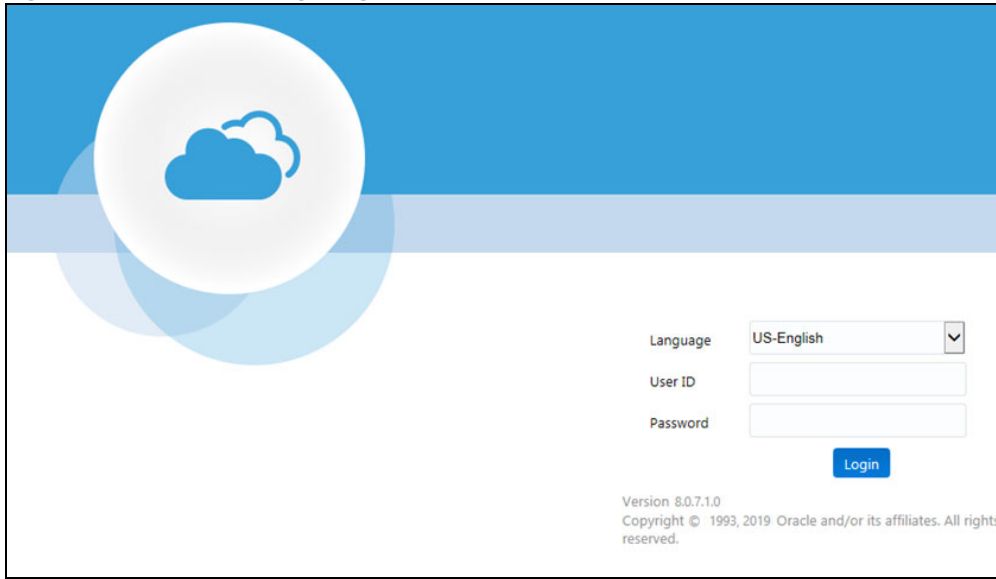 Language US-English
User ID
Password
Login
Version 8.0.7.1.0
Copyright © 1993, 2019 Oracle and/or its affiliates. All rights
reserved.